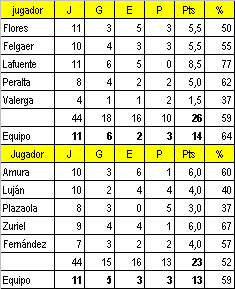 jugador J G E P Pts %
Flores 11 3 5 3 5,5 50
Felgaer 10 4 3 3 5,5 55
Lafuente 11 6 5 0 8,5 77
Peralta 8 4 2 2 5,0 62
Valerga 4 1 1 2 1,5 37
44 18 16 10 26 59
Equipo 11 6 2 3 14 64
Jugador J G E P Pts %
Amura 10 3 6 1 6,0 60
Luján 10 2 4 4 4,0 40
Plazaola 8 3 0 5 3,0 37
Zuriel 9 4 4 1 6,0 67
Fernández 7 3 2 2 4,0 57
44 15 16 13 23 52
Equipo 11 5 3 3 13 59